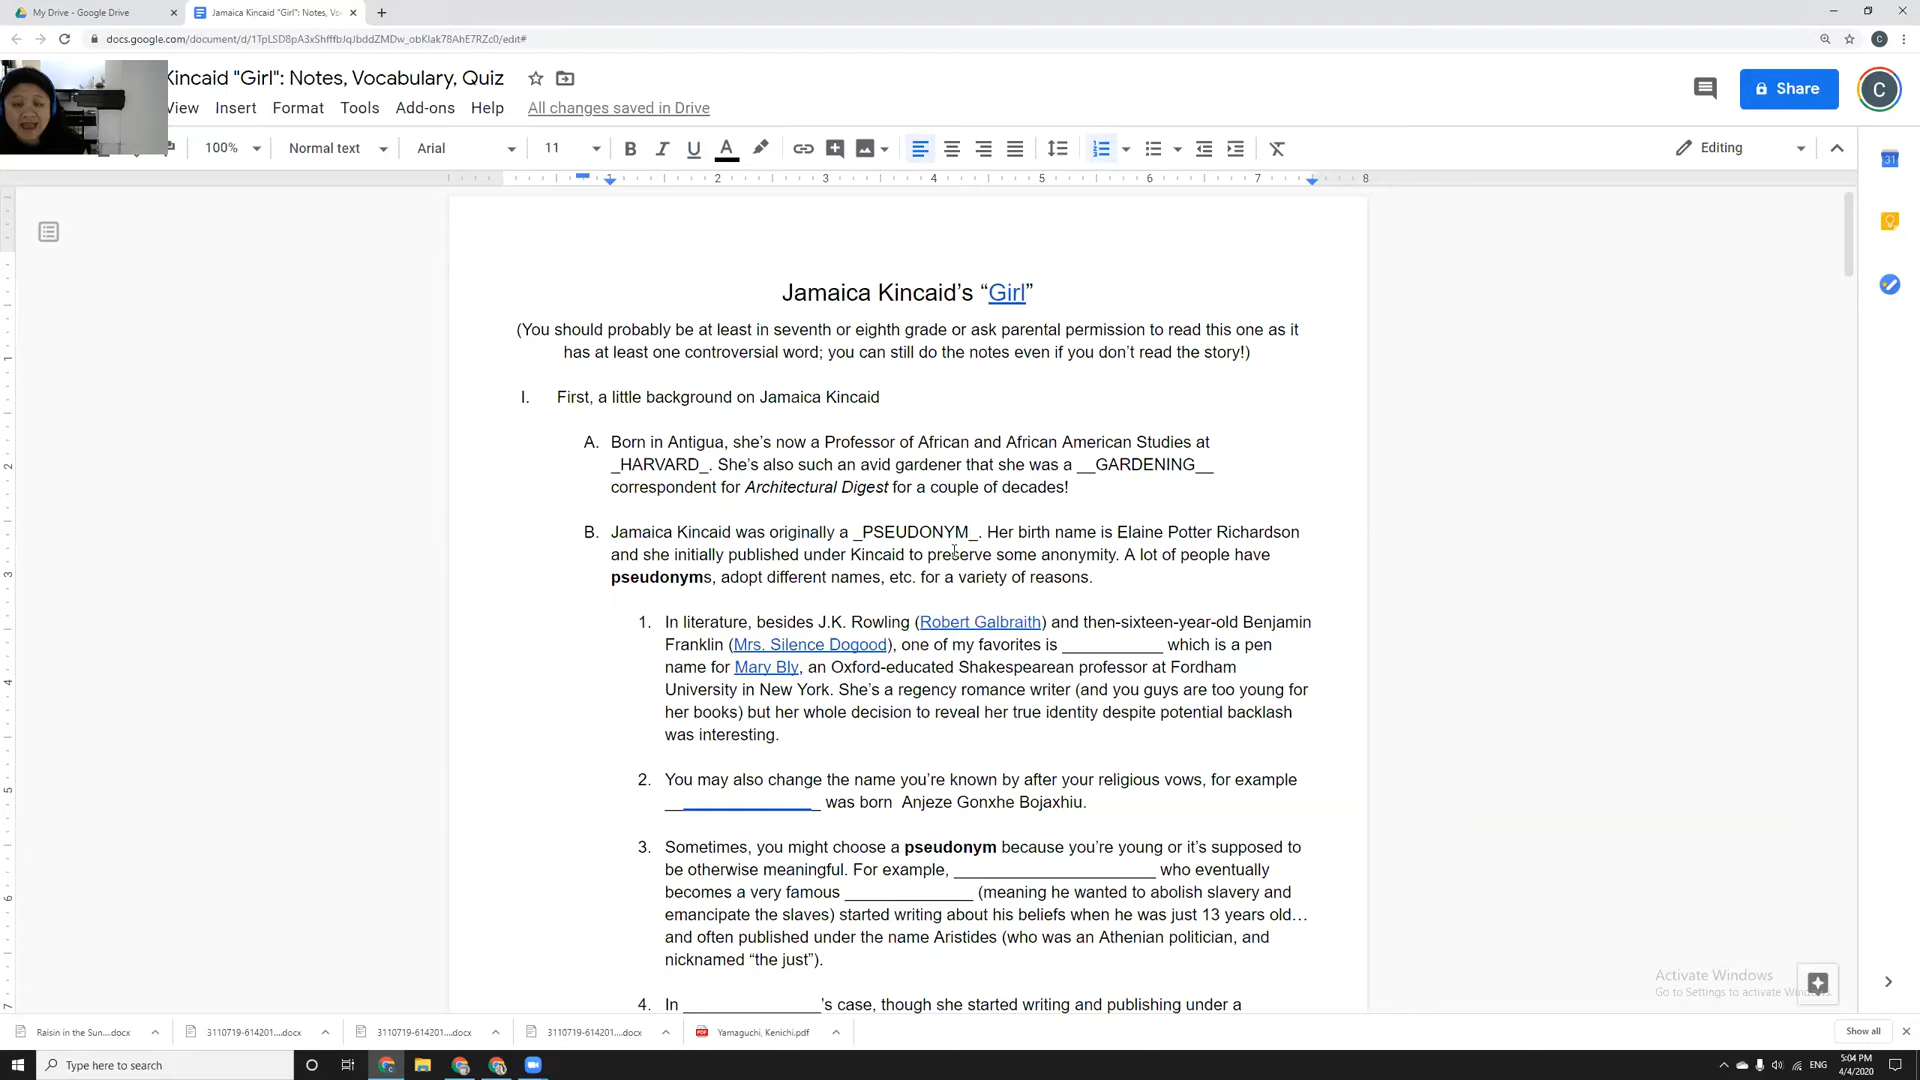 My Drive - Google Drive
Jamaica Kincaid "Girl": Notes, Vo
docs.google.com/document/d/1TpLSD8pA3xShfffbJqJbddZMDw_obKlak78AhE7RZc0/edit#
Kincaid "Girl": Notes, Vocabulary, Quiz
View Insert Format Tools Add-ons Help All changes saved in Drive
Share
C
100% Normal text Arial 11 B I U A Editing
1 2 3 4 5 6 7 8
31
Jamaica Kincaid’s “Girl”
(You should probably be at least in seventh or eighth grade or ask parental permission to read this one as it
has at least one controversial word; you can still do the notes even if you don’t read the story!)
I. First, a little background on Jamaica Kincaid
A. Born in Antigua, she’s now a Professor of African and African American Studies at
_HARVARD_. She’s also such an avid gardener that she was a __GARDENING__
correspondent for Architectural Digest for a couple of decades!
B. Jamaica Kincaid was originally a _PSEUDONYM_. Her birth name is Elaine Potter Richardson
and she initially published under Kincaid to preserve some anonymity. A lot of people have
pseudonyms, adopt different names, etc. for a variety of reasons.
1. In literature, besides J.K. Rowling (Robert Galbraith) and then-sixteen-year-old Benjamin
Franklin (Mrs. Silence Dogood), one of my favorites is ____________ which is a pen
name for Mary Bly, an Oxford-educated Shakespearean professor at Fordham
University in New York. She’s a regency romance writer (and you guys are too young for
her books) but her whole decision to reveal her true identity despite potential backlash
was interesting.
2. You may also change the name you’re known by after your religious vows, for example
__________________ was born Anjeze Gonxhe Bojaxhiu.
3. Sometimes, you might choose a pseudonym because you’re young or it’s supposed to
be otherwise meaningful. For example, ________________________ who eventually
becomes a very famous _______________ (meaning he wanted to abolish slavery and
emancipate the slaves) started writing about his beliefs when he was just 13 years old…
and often published under the name Aristides (who was an Athenian politician, and
nicknamed “the just”).
4. In ________________’s case, though she started writing and publishing under a
Activate Windows
Go to Settings to activate Windows.
Raisin in the Sun....docx
3110719-614201....docx
3110719-614201....docx
3110719-614201....docx
Yamaguchi, Kenichi.pdf
Show all
Type here to search
ENG
5:04 PM
4/4/2020